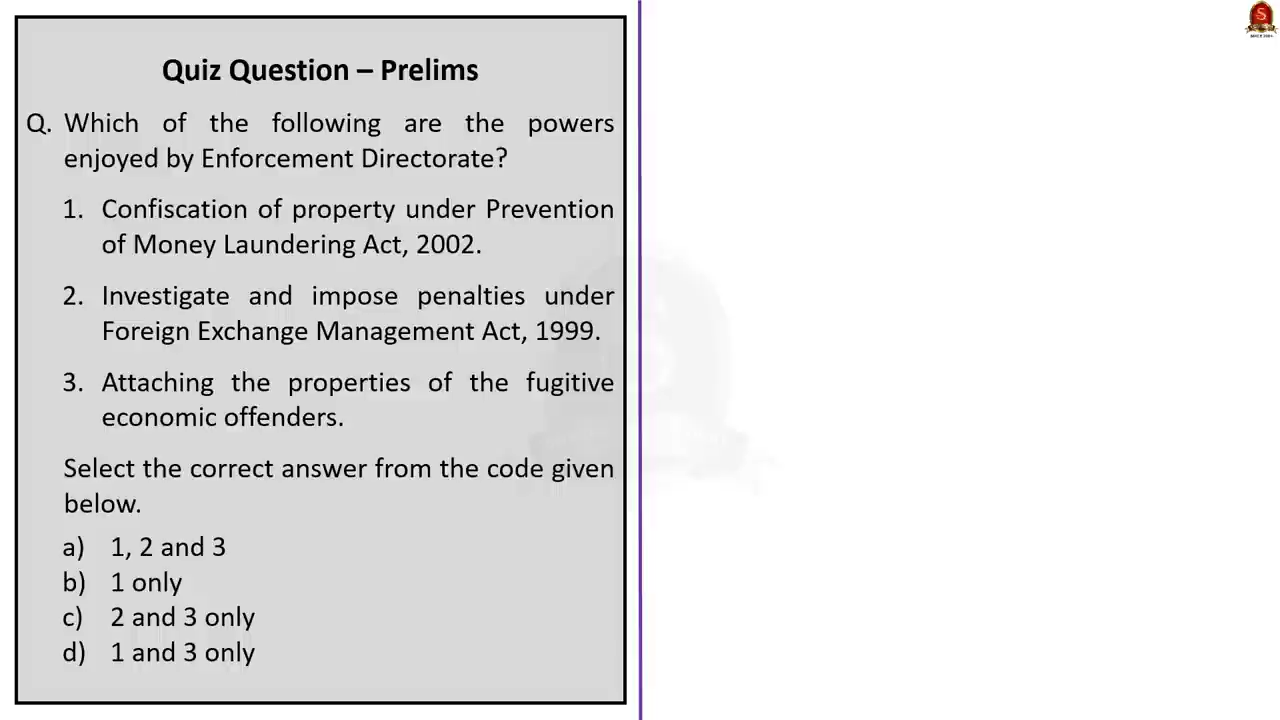 Quiz Question – Prelims
Q. Which of the following are the powers
enjoyed by Enforcement Directorate?
1. Confiscation of property under Prevention
of Money Laundering Act, 2002.
2. Investigate and impose penalties under
Foreign Exchange Management Act, 1999.
3. Attaching the properties of the fugitive
economic offenders.
Select the correct answer from the code given
below.
a) 1, 2 and 3
b) 1 only
c) 2 and 3 only
d) 1 and 3 only
S
SINCE 2004